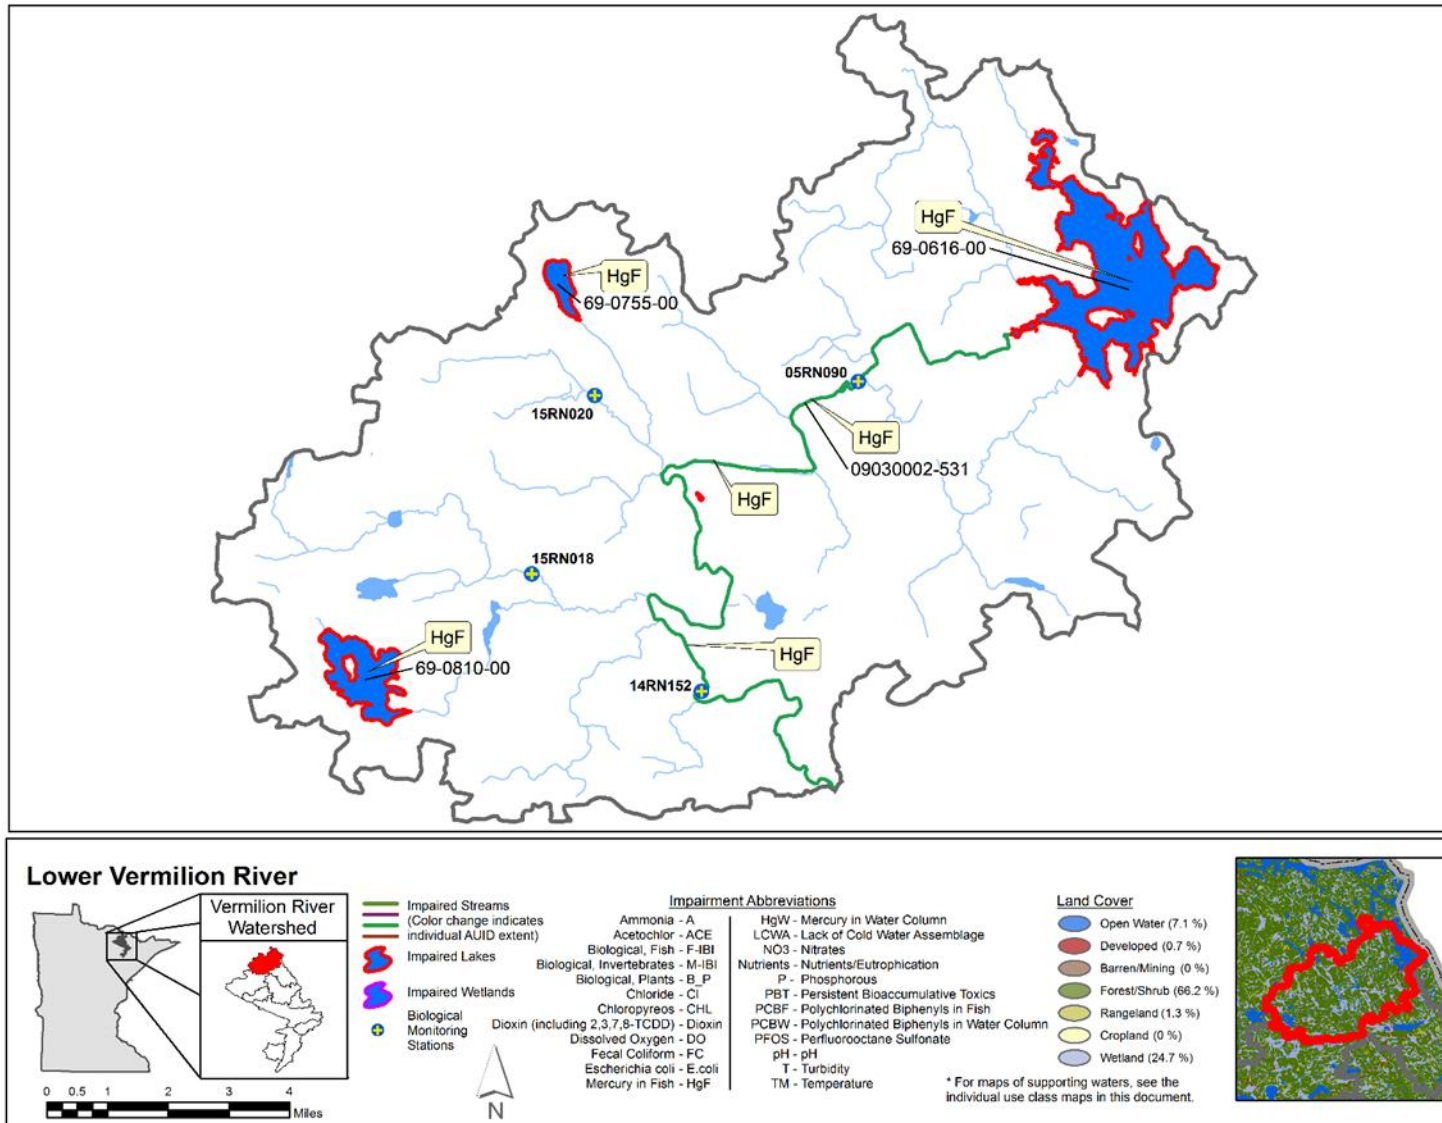 HgF
69-0616-00
HgF
69-0755-00
05RN090
15RN020
HgF
09030002-531
HgF
15RN018
HgF
69-0810-00
HgF
14RN152
Lower Vermilion River
Vermilion River
Watershed
0 0.5 1 2 3 4
Miles
Impaired Streams
(Color change indicates
individual AUID extent)
Impaired Lakes
Impaired Wetlands
Biological
Monitoring
Stations
N
Impairment Abbreviations
Ammonia - A
Acetochlor - ACE
Biological, Fish - F-IBI
Biological, Invertebrates - M-IBI
Biological, Plants - B_P
Chloride - Cl
Chloropyreos - CHL
Dioxin (including 2,3,7,8-TCDD) - Dioxin
Dissolved Oxygen - DO
Fecal Coliform - FC
Escherichia coli - E.coli
Mercury in Fish - HgF
HgW - Mercury in Water Column
LCWA - Lack of Cold Water Assemblage
NO3 - Nitrates
Nutrients - Nutrients/Eutrophication
P - Phosphorous
PBT - Persistent Bioaccumulative Toxics
PCBF - Polychlorinated Biphenyls in Fish
PCBW - Polychlorinated Biphenyls in Water Column
PFOS - Perfluorooctane Sulfonate
pH - pH
T - Turbidity
TM - Temperature
Land Cover
Open Water (7.1 %)
Developed (0.7 %)
Barren/Mining (0 %)
Forest/Shrub (66.2 %)
Rangeland (1.3 %)
Cropland (0 %)
Wetland (24.7 %)
* For maps of supporting waters, see the
individual use class maps in this document.